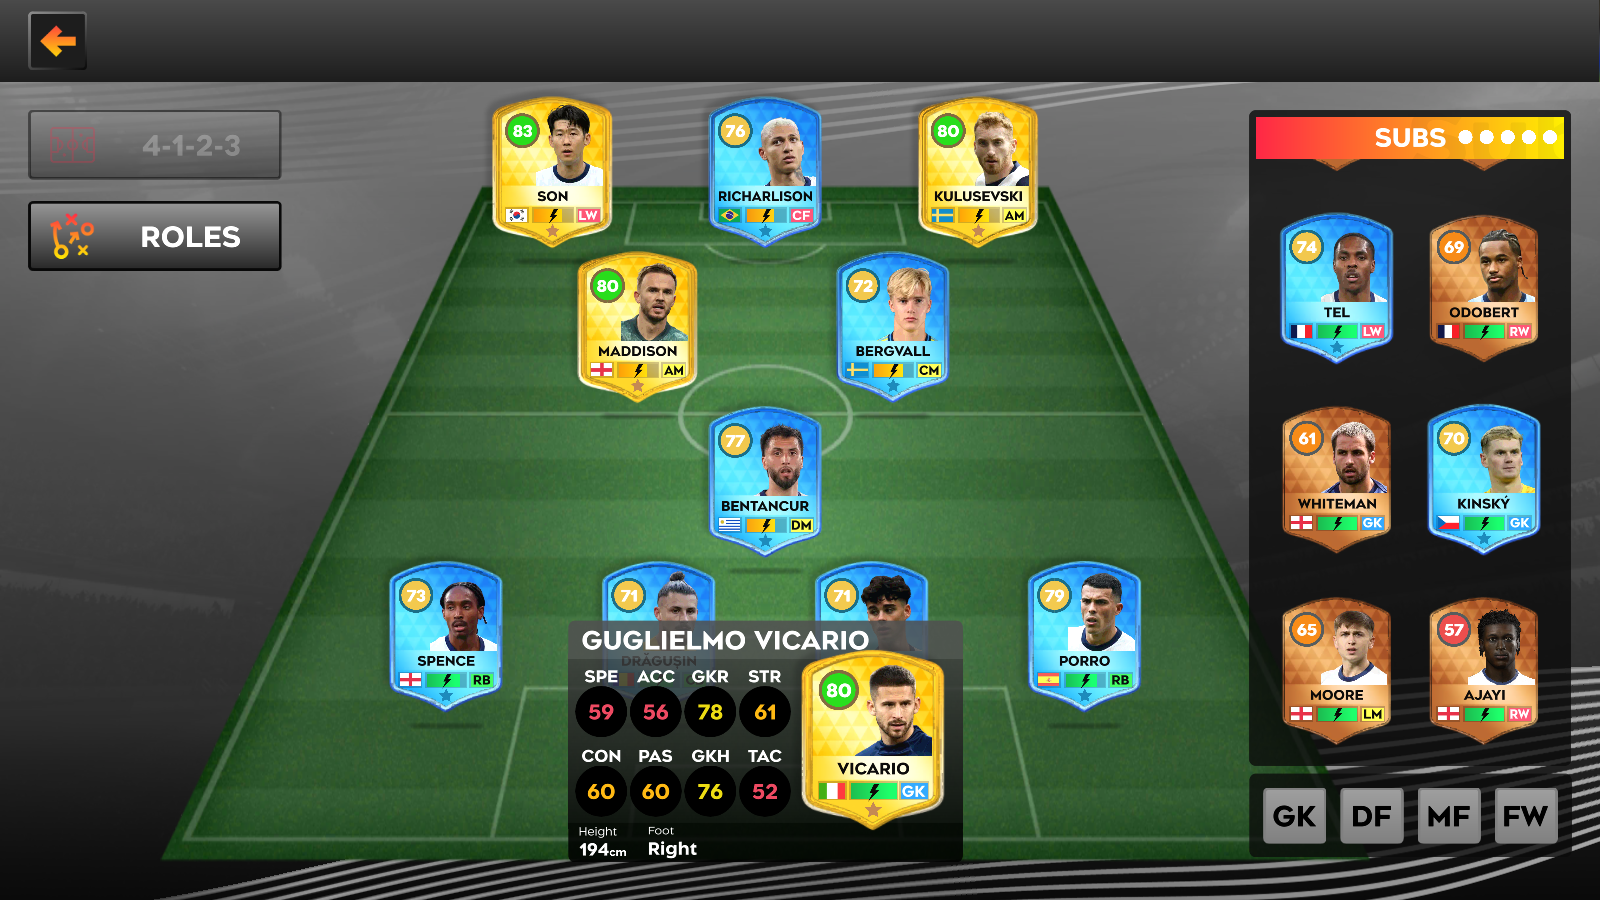 4-1-2-3
ROLES
83
SON
LW
76
RICHARLISON
CF
80
KULUSEVSKI
AM
80
MADDISON
AM
72
BERGVALL
CM
77
BENTANCUR
DM
73
SPENCE
RB
71
DRĂGUȘIN
71
79
PORRO
RB
GUGLIELMO VICARIO
SPE ACC GKR STR
59 56 78 61
CON PAS GKH TAC
60 60 76 52
Height Foot
194cm Right
80
VICARIO
GK
SUBS
74
TEL
LW
69
ODOBERT
RW
61
WHITEMAN
GK
70
KINSKÝ
GK
65
MOORE
LM
57
AJAYI
RW
GK DF MF FW